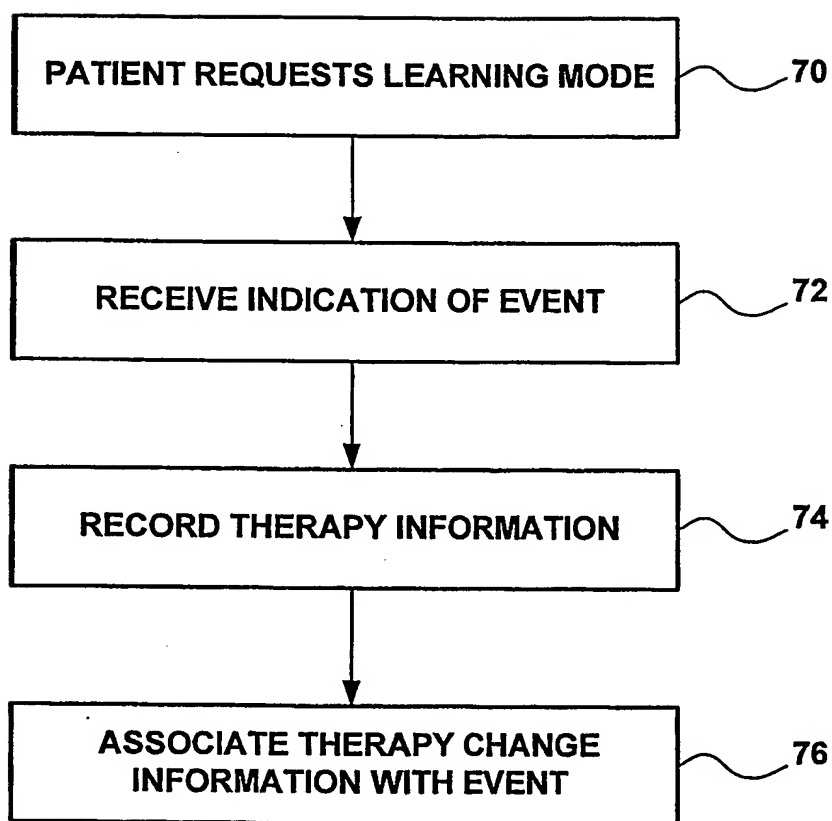 PATIENT REQUESTS LEARNING MODE
70
RECEIVE INDICATION OF EVENT
72
RECORD THERAPY INFORMATION
74
ASSOCIATE THERAPY CHANGE
INFORMATION WITH EVENT
76